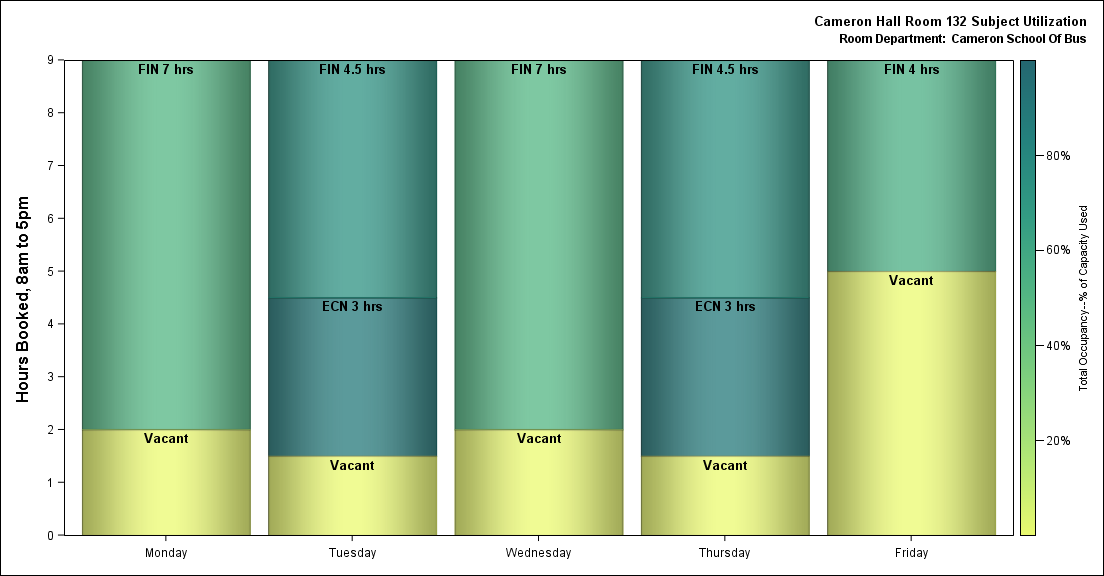 Cameron Hall Room 132 Subject Utilization
Room Department: Cameron School Of Bus
Hours Booked, 8am to 5pm
9
8
7
6
5
4
3
2
1
0
FIN 7 hrs
Vacant
FIN 4.5 hrs
ECN 3 hrs
Vacant
FIN 7 hrs
Vacant
FIN 4.5 hrs
ECN 3 hrs
Vacant
FIN 4 hrs
Vacant
Monday
Tuesday
Wednesday
Thursday
Friday
80%
60%
40%
20%
Total Occupancy--% of Capacity Used